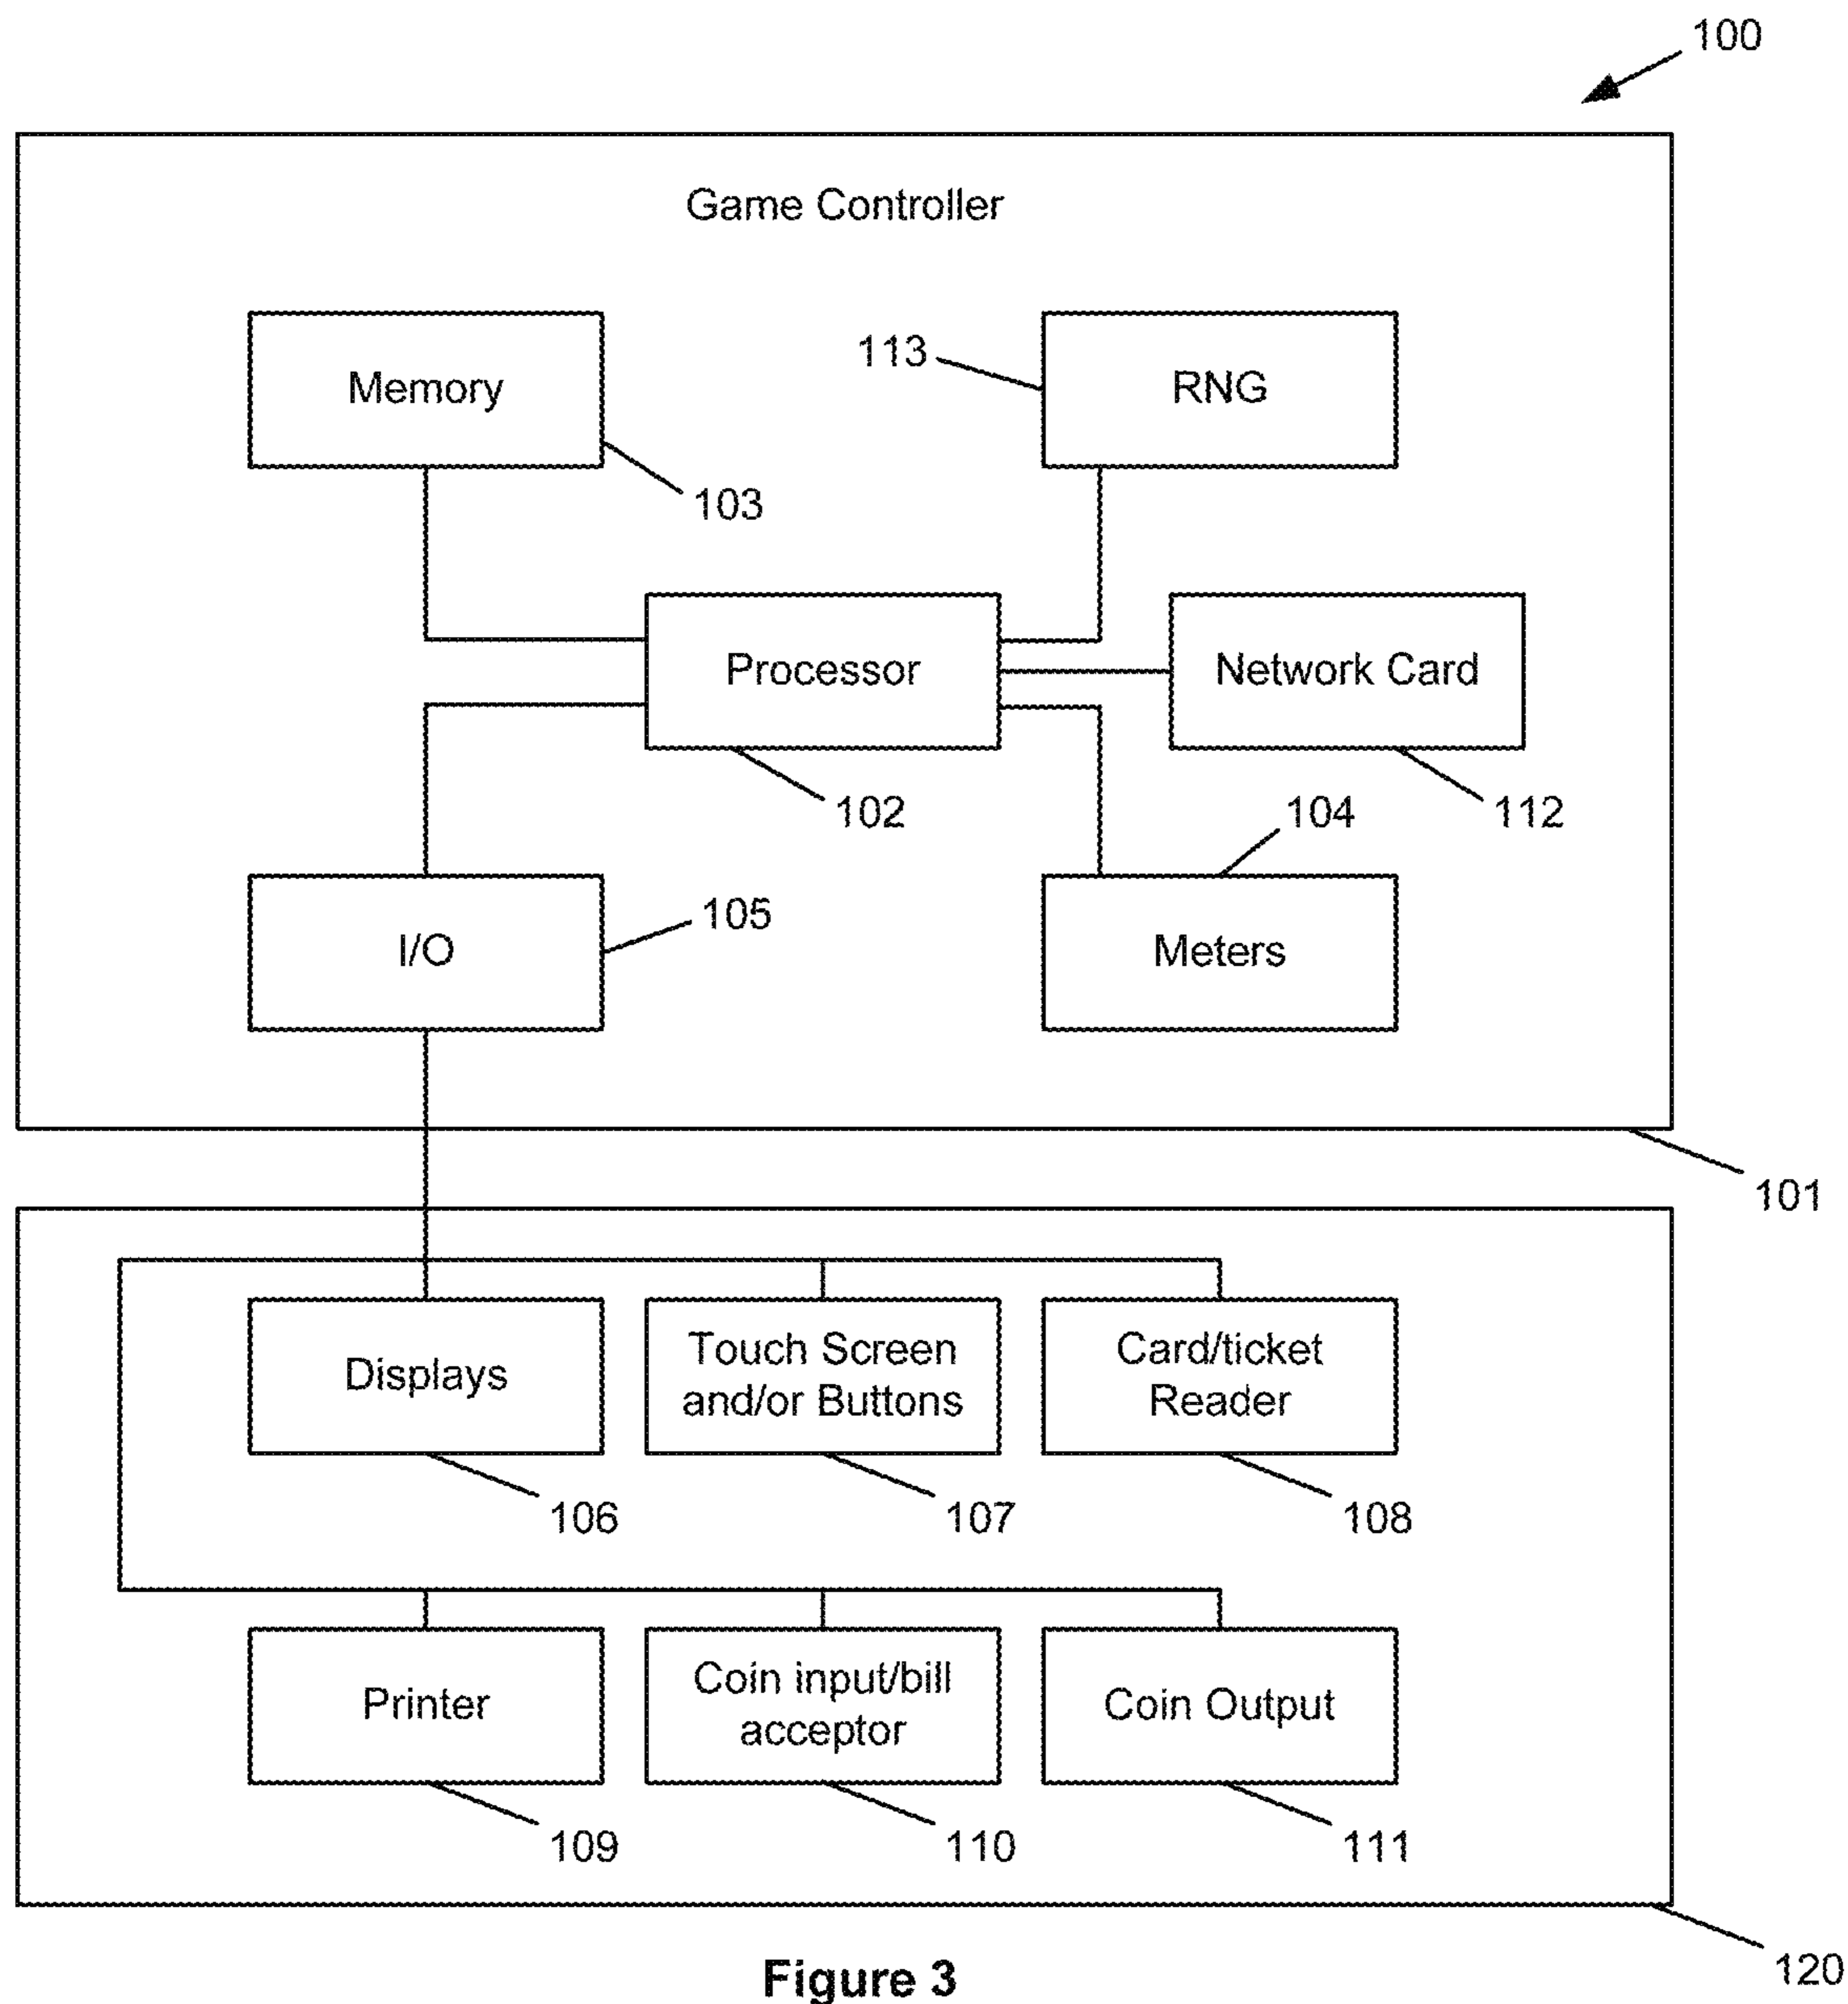 100
Game Controller
Memory
113
RNG
103
Processor
Network Card
102
104
112
105
I/O
Meters
101
Displays
Touch Screen
and/or Buttons
Card/ticket
Reader
106
107
108
Printer
Coin input/bill
acceptor
Coin Output
109
110
111
120
Figure 3